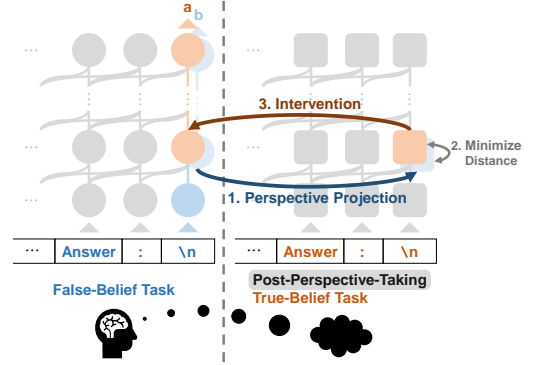 a
b
...
...
3. Intervention
...
...
2. Minimize
Distance
1. Perspective Projection
...
...
... Answer : \n
... Answer : \n
False-Belief Task
Post-Perspective-Taking
True-Belief Task